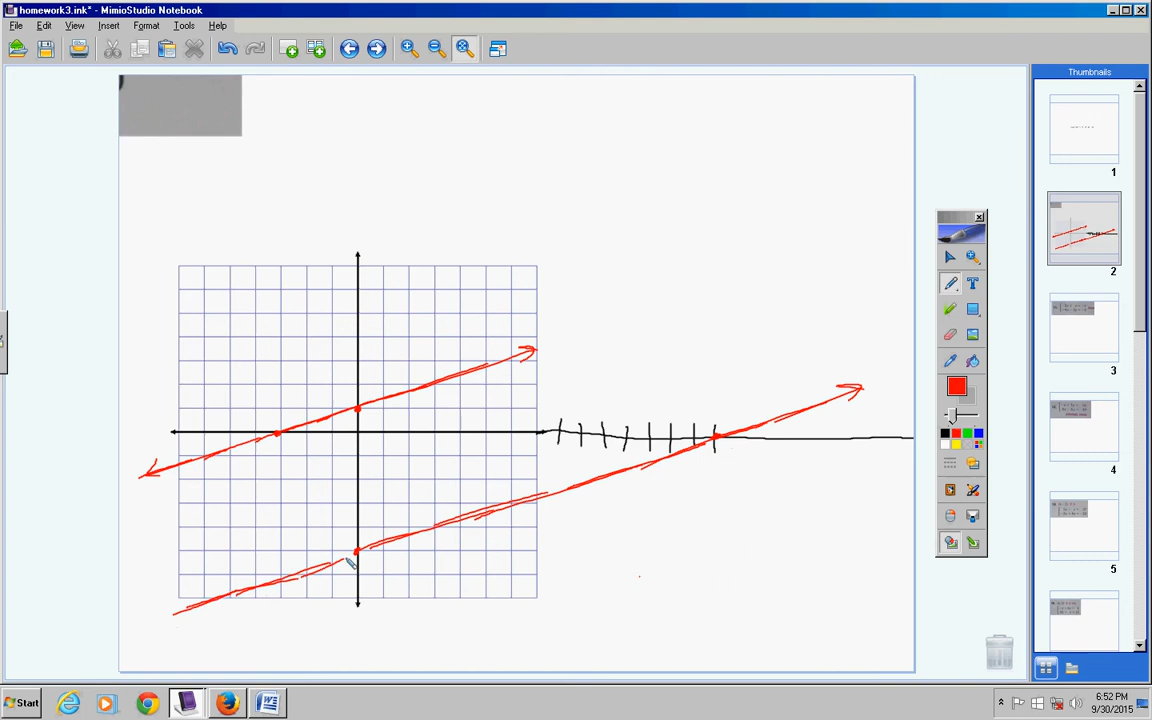 homework3.ink* - MimioStudio Notebook
File Edit View Insert Format Tools Help
Thumbnails
1
2
3
4
5
T
Start
6:52 PM
9/30/2015